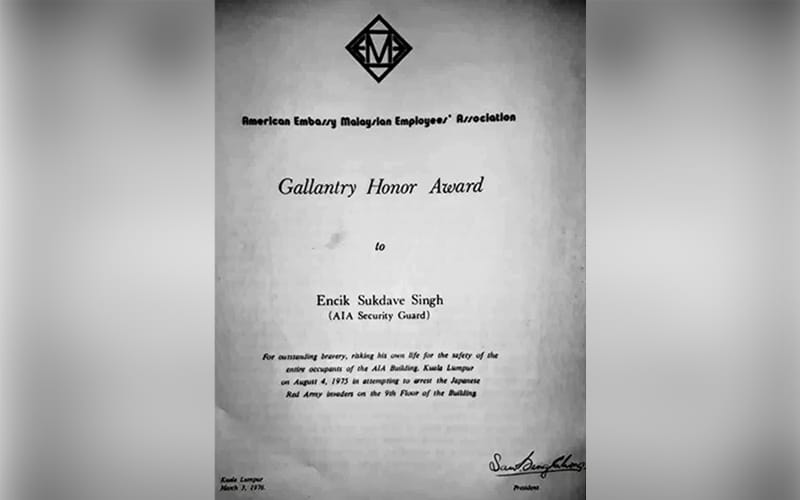 American Embassy Malaysian Employees' Association
Gallantry Honor Award
to
Encik Sukdave Singh
(AIA Security Guard)
For outstanding bravery, risking his own life for the safety of the
entire occupants of the AIA Building, Kuala Lumpur
on August 4, 1975 in attempting to arrest the Japanese
Red Army invaders on the 9th Floor of the Building
Kuala Lumpur
March 3, 1976.
President